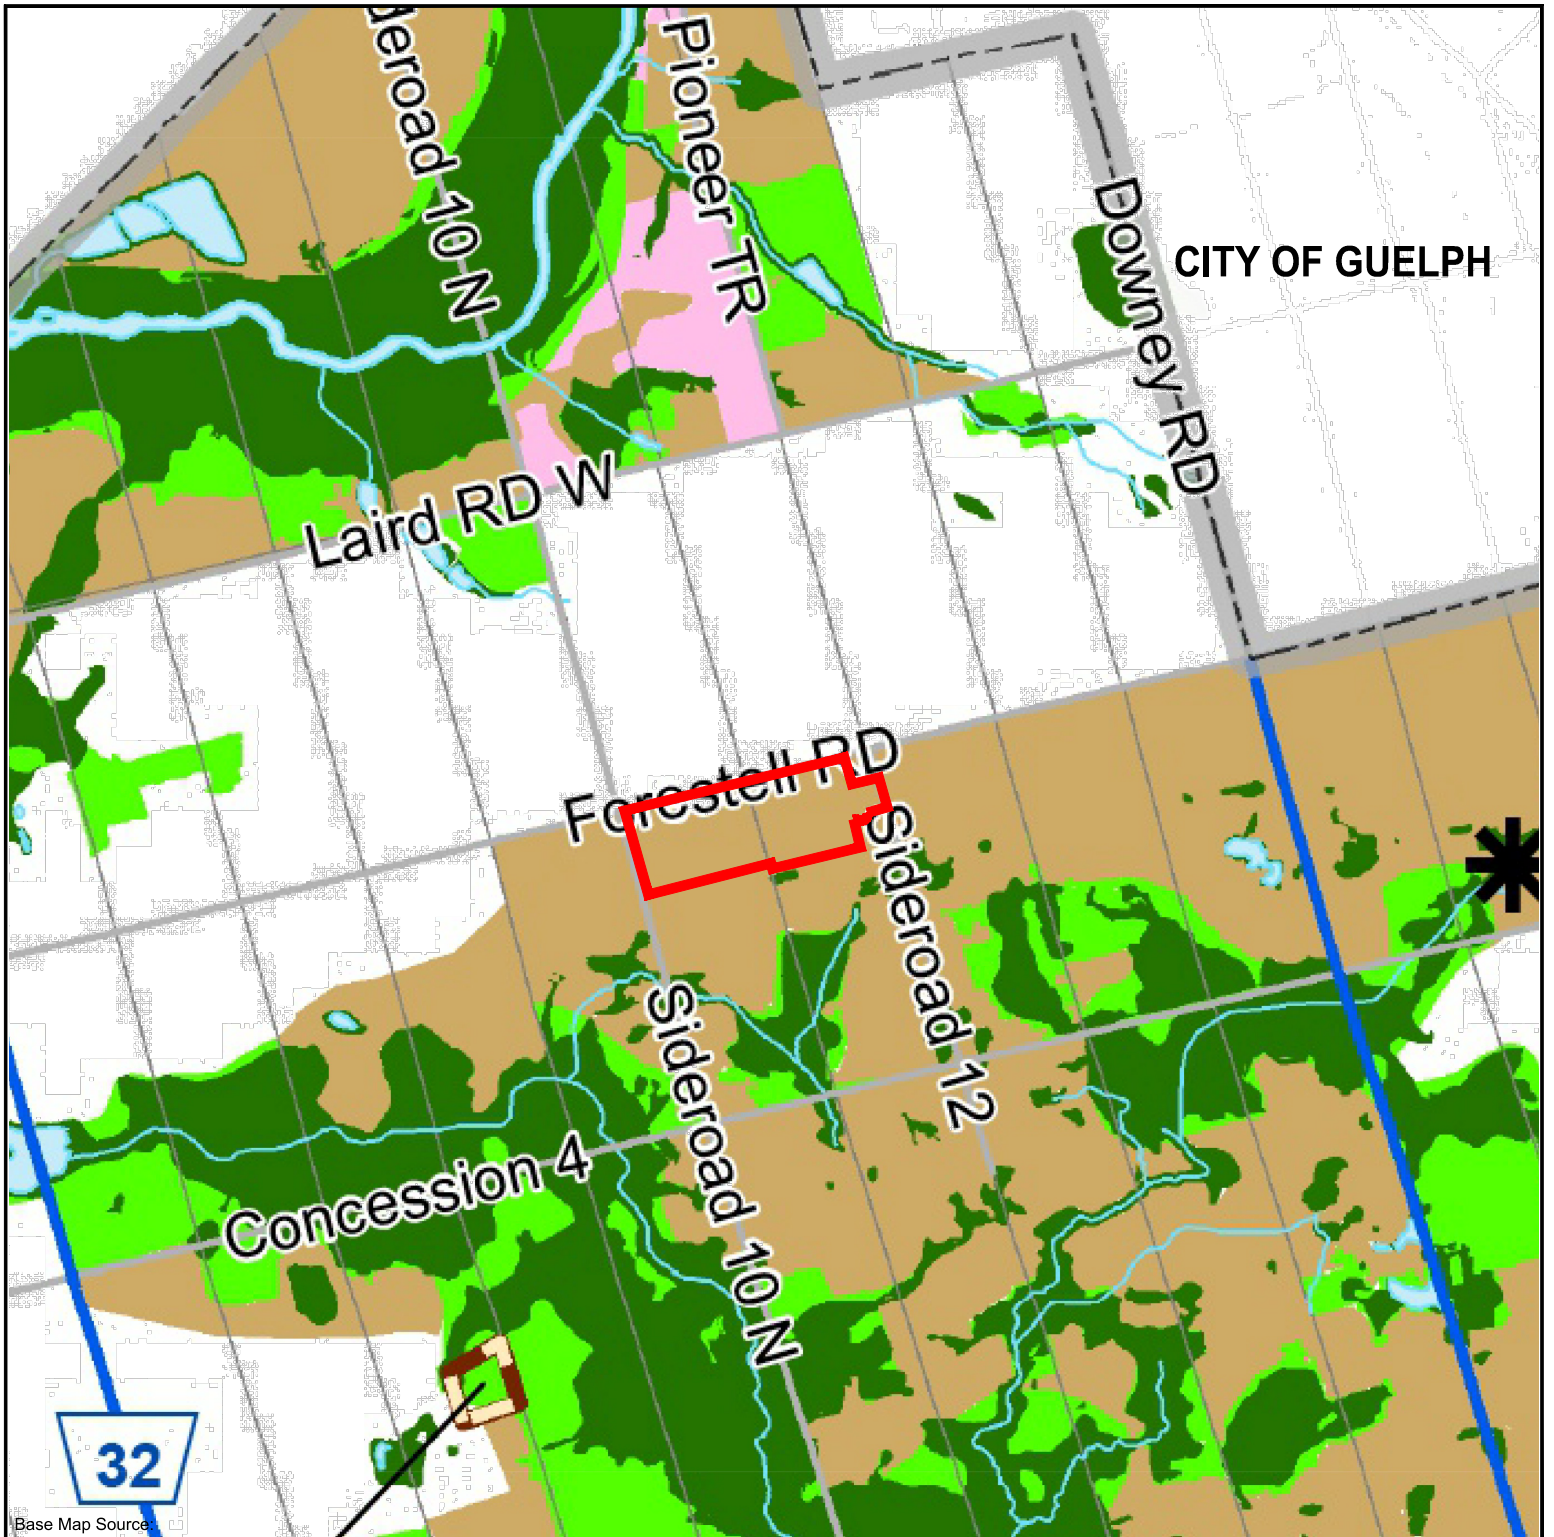 deroad 10 N
Pioneer TR
Downey RD
CITY OF GUELPH
Laird RD W
Forestell RD
Sideroad 12
Sideroad 10 N
Concession 4
32
Base Map Source: